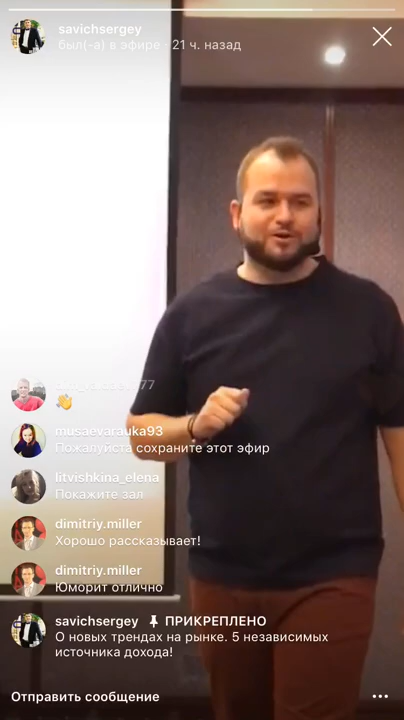 savichsergey
был(-а) в эфире · 21 ч. назад
musaevarauka93
Пожалуйста сохраните этот эфир
litvishkina_elena
Покажите зал
dimitriy.miller
Хорошо рассказывает!
dimitriy.miller
Юморит отлично
savichsergey ПРИКРЕПЛЕНО
О новых трендах на рынке. 5 независимых
источника дохода!
Отправить сообщение